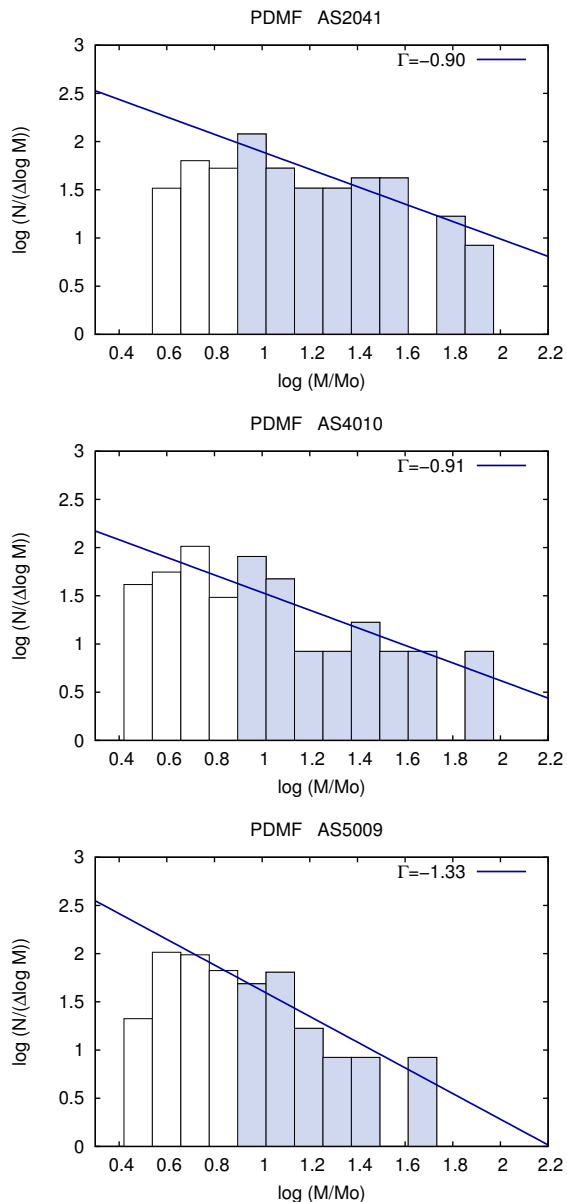 PDMF AS2041
Γ=−0.90
3
2.5
2
1.5
1
0.5
0
log (N/(Δlog M))
0.4 0.6 0.8 1 1.2 1.4 1.6 1.8 2 2.2
log (M/Mo)
PDMF AS4010
Γ=−0.91
3
2.5
2
1.5
1
0.5
0
log (N/(Δlog M))
0.4 0.6 0.8 1 1.2 1.4 1.6 1.8 2 2.2
log (M/Mo)
PDMF AS5009
Γ=−1.33
3
2.5
2
1.5
1
0.5
0
log (N/(Δlog M))
0.4 0.6 0.8 1 1.2 1.4 1.6 1.8 2 2.2
log (M/Mo)